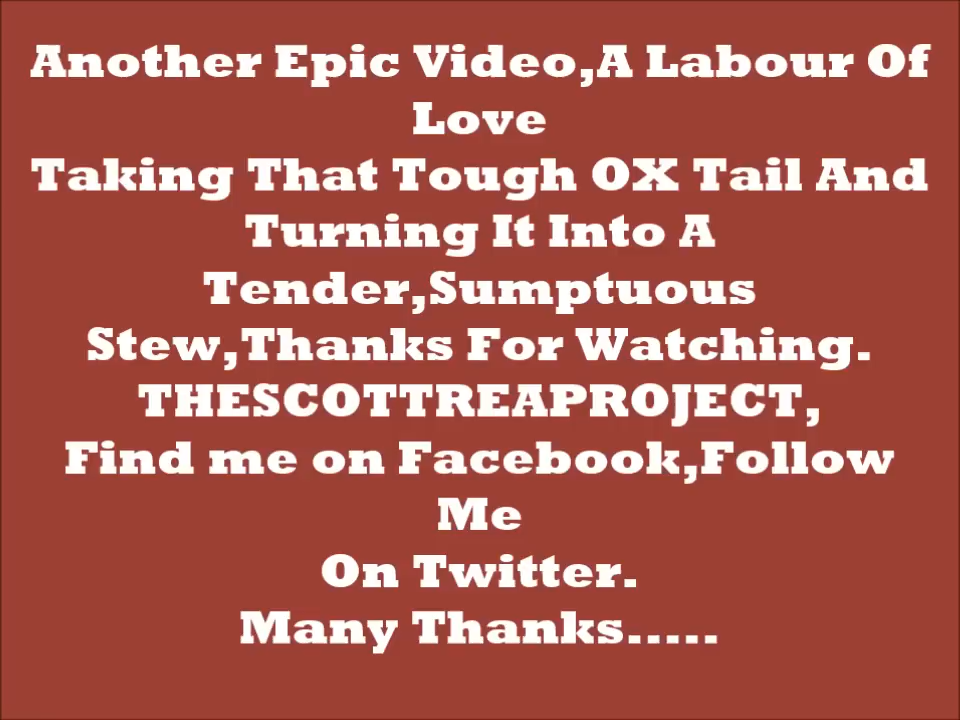 Another Epic Video,A Labour Of
Love
Taking That Tough OX Tail And
Turning It Into A
Tender,Sumptuous
Stew,Thanks For Watching.
THESCOTTREAPROJECT,
Find me on Facebook,Follow
Me
On Twitter.
Many Thanks.....